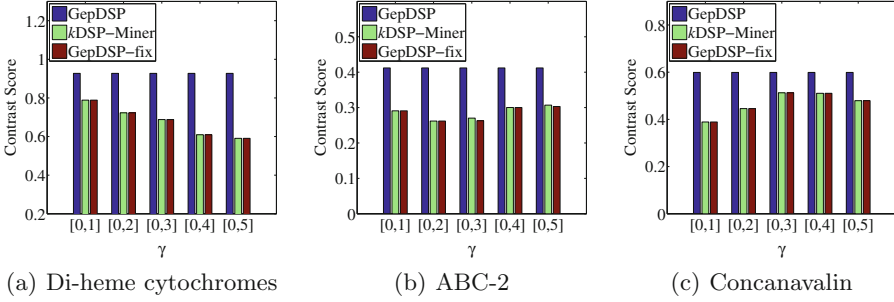 GepDSP
kDSP-Miner
GepDSP-fix
Contrast Score
1.2
1
0.8
0.6
0.4
0.2
[0,1] [0,2] [0,3] [0,4] [0,5]
γ
(a) Di-heme cytochromes
GepDSP
kDSP-Miner
GepDSP-fix
Contrast Score
0.5
0.4
0.3
0.2
0.1
0
[0,1] [0,2] [0,3] [0,4] [0,5]
γ
(b) ABC-2
GepDSP
kDSP-Miner
GepDSP-fix
Contrast Score
0.8
0.6
0.4
0.2
0
[0,1] [0,2] [0,3] [0,4] [0,5]
γ
(c) Concanavalin